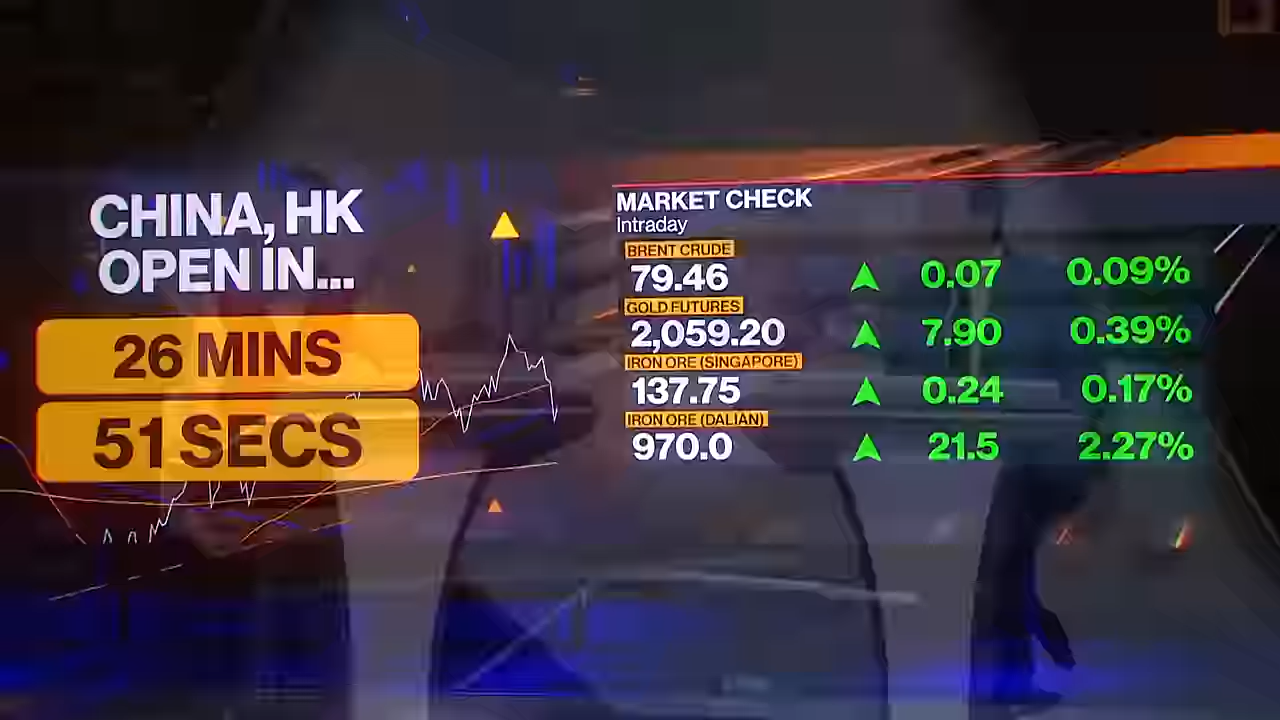 CHINA, HK
OPEN IN...
26 MINS
51 SECS
MARKET CHECK
Intraday
BRENT CRUDE
79.46 0.07 0.09%
GOLD FUTURES
2,059.20 7.90 0.39%
IRON ORE (SINGAPORE)
137.75 0.24 0.17%
IRON ORE (DALIAN)
970.0 21.5 2.27%